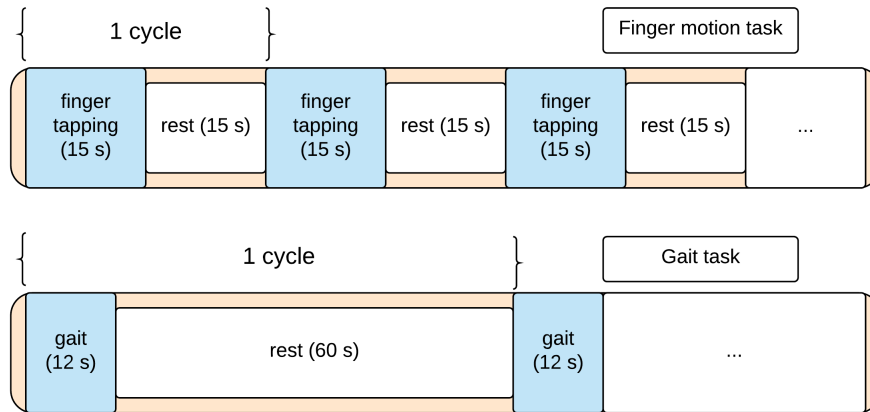 1 cycle
Finger motion task
finger
tapping
(15 s)
rest (15 s)
finger
tapping
(15 s)
rest (15 s)
finger
tapping
(15 s)
rest (15 s)
...
1 cycle
Gait task
gait
(12 s)
rest (60 s)
gait
(12 s)
...